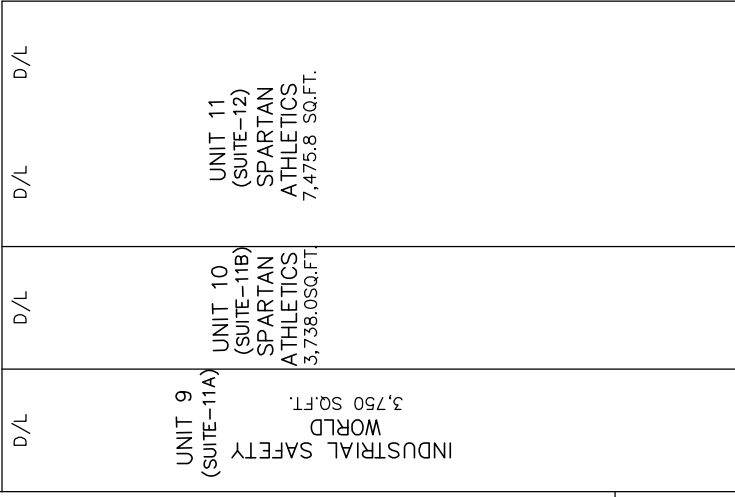 D/L
D/L
UNIT 11
(SUITE-12)
SPARTAN
ATHLETICS
7,475.8 SQ.FT.
D/L
UNIT 10
(SUITE-11B)
SPARTAN
ATHLETICS
3,738.0SQ.FT.
D/L
UNIT 9
(SUITE-11A)
INDUSTRIAL SAFETY
WORLD
3,750 SQ.FT.